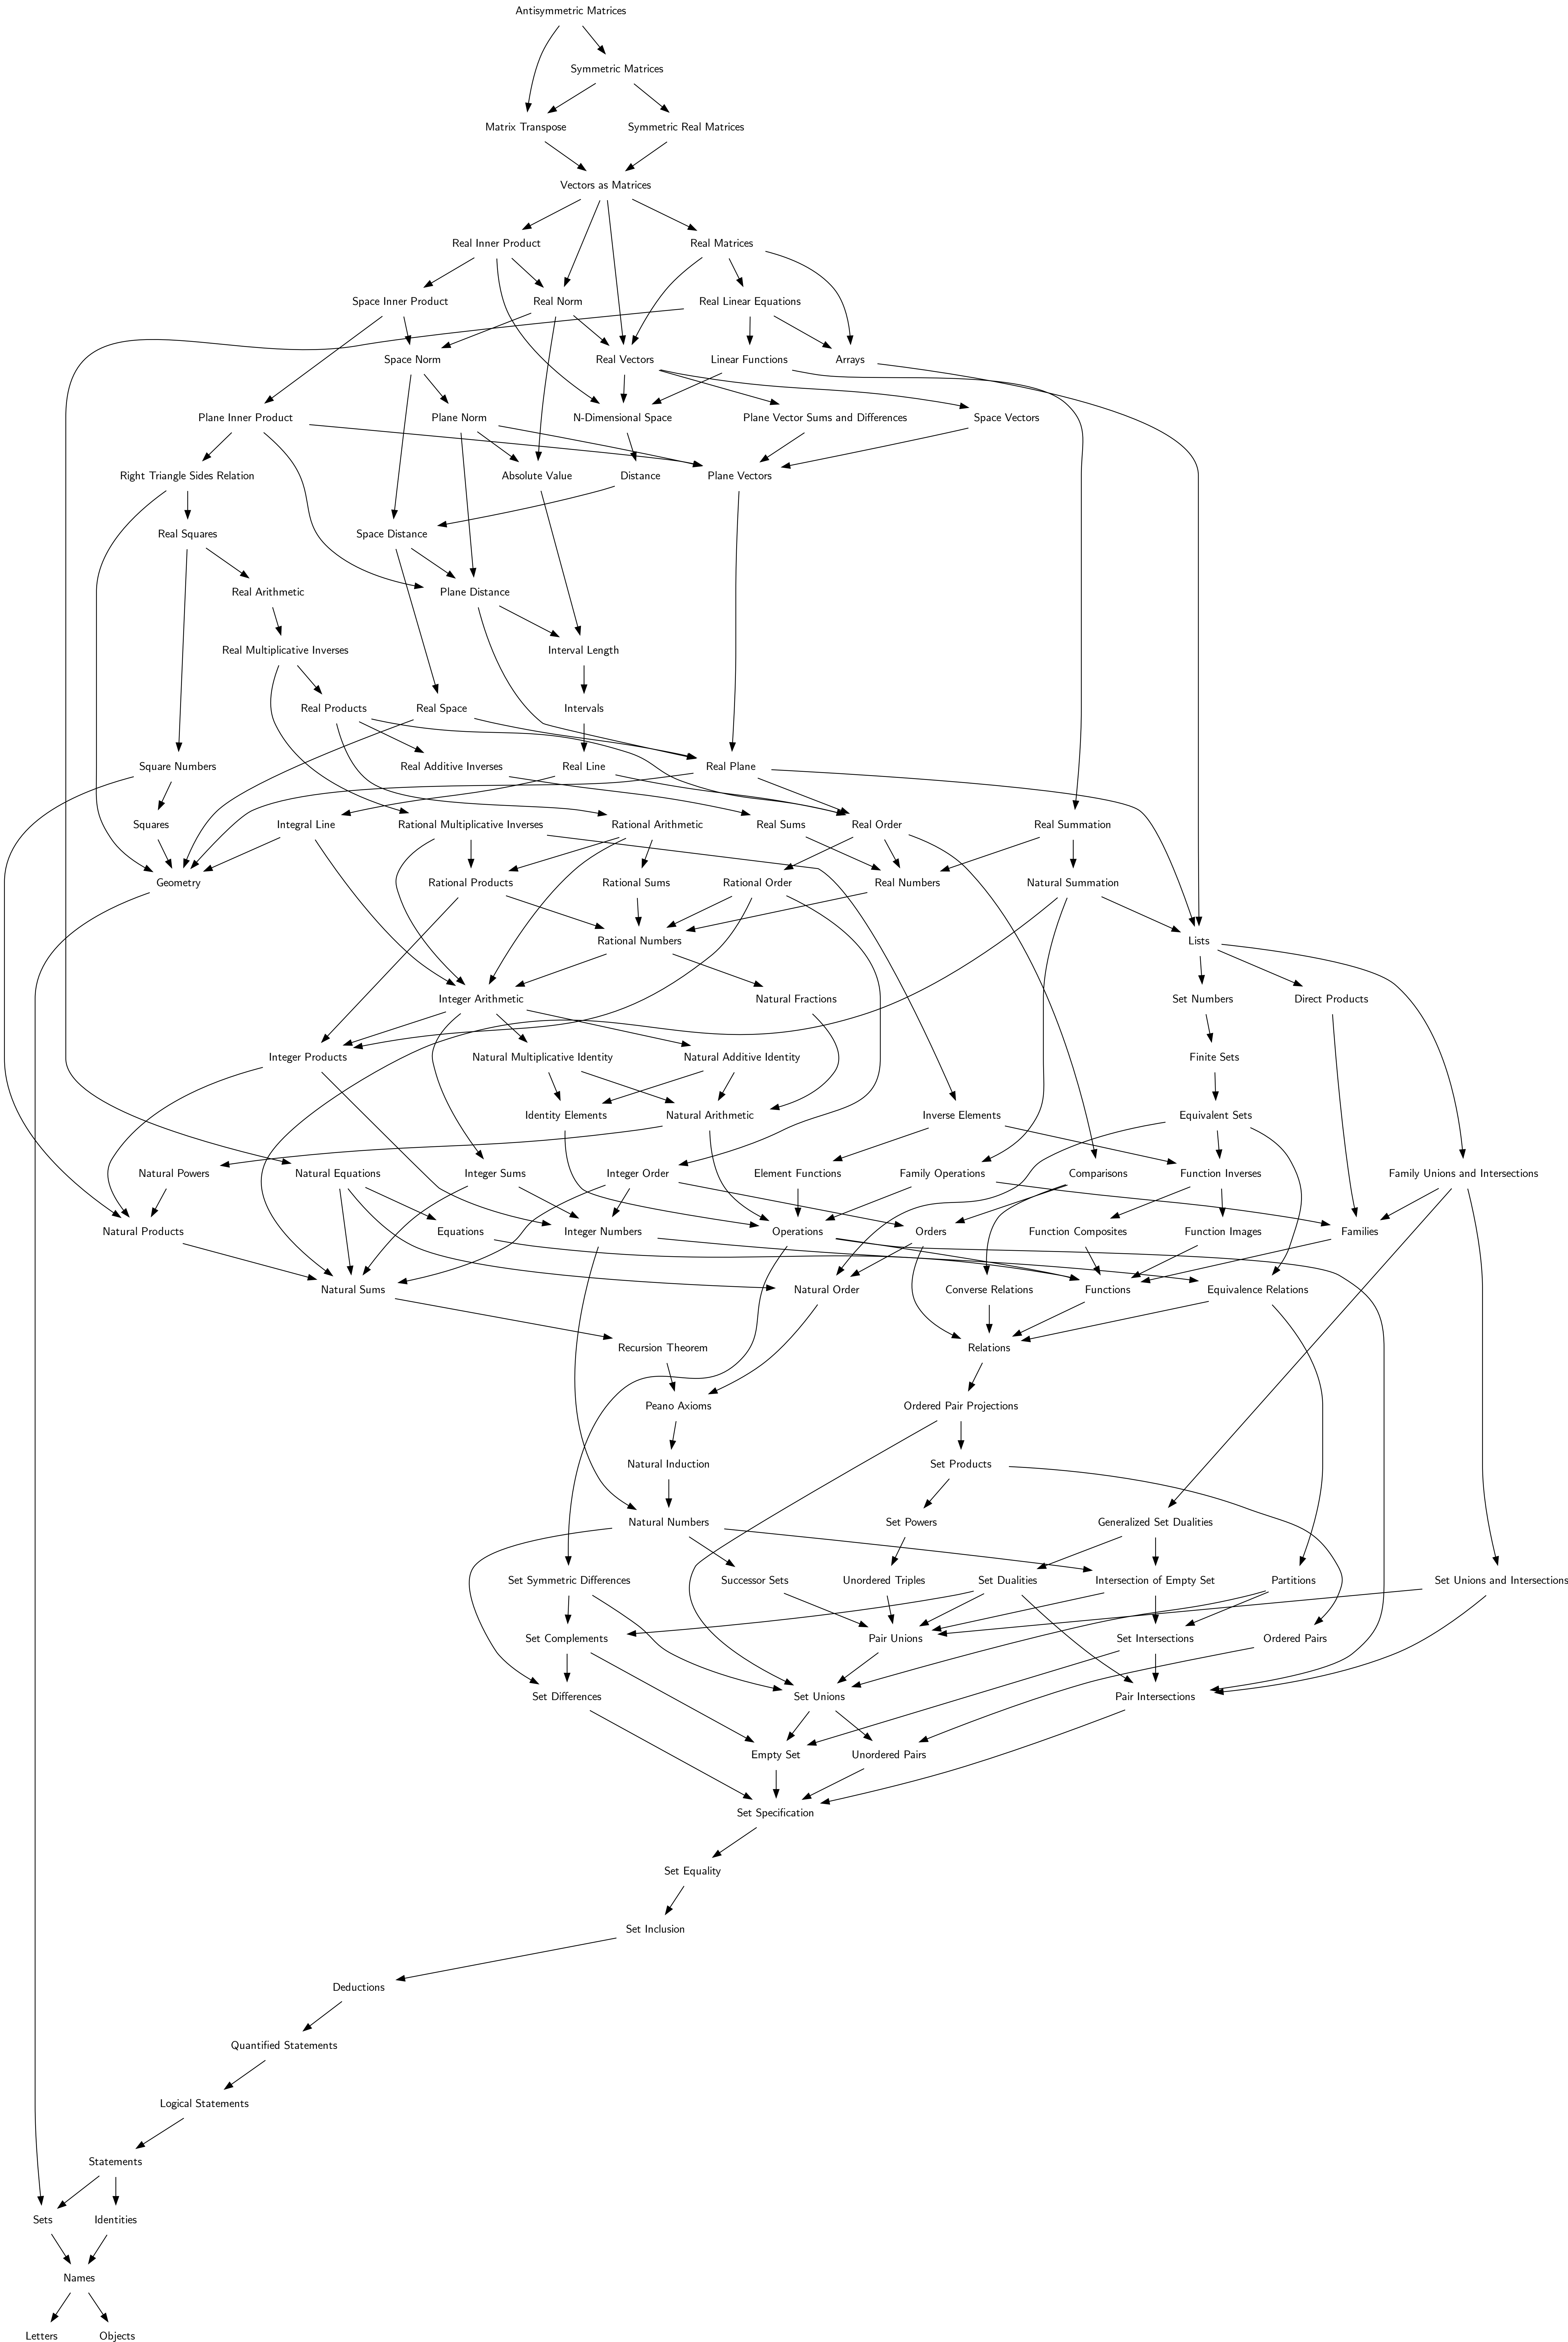 Antisymmetric Matrices
Symmetric Matrices
Matrix Transpose
Symmetric Real Matrices
Vectors as Matrices
Real Inner Product
Real Matrices
Space Inner Product
Real Norm
Real Linear Equations
Space Norm
Real Vectors
Linear Functions
Arrays
Plane Inner Product
Plane Norm
N-Dimensional Space
Plane Vector Sums and Differences
Space Vectors
Right Triangle Sides Relation
Absolute Value
Distance
Plane Vectors
Real Squares
Space Distance
Real Arithmetic
Plane Distance
Real Multiplicative Inverses
Interval Length
Real Products
Real Space
Intervals
Square Numbers
Real Additive Inverses
Real Line
Real Plane
Squares
Integral Line
Rational Multiplicative Inverses
Rational Arithmetic
Real Sums
Real Order
Real Summation
Geometry
Rational Products
Rational Sums
Rational Order
Real Numbers
Natural Summation
Rational Numbers
Lists
Integer Arithmetic
Natural Fractions
Set Numbers
Direct Products
Integer Products
Natural Multiplicative Identity
Natural Additive Identity
Finite Sets
Identity Elements
Natural Arithmetic
Inverse Elements
Equivalent Sets
Natural Powers
Natural Equations
Integer Sums
Integer Order
Element Functions
Family Operations
Comparisons
Function Inverses
Family Unions and Intersections
Natural Products
Equations
Integer Numbers
Operations
Orders
Function Composites
Function Images
Families
Natural Sums
Natural Order
Converse Relations
Functions
Equivalence Relations
Recursion Theorem
Relations
Peano Axioms
Ordered Pair Projections
Natural Induction
Set Products
Natural Numbers
Set Powers
Generalized Set Dualities
Set Symmetric Differences
Successor Sets
Unordered Triples
Set Dualities
Intersection of Empty Set
Partitions
Set Unions and Intersections
Set Complements
Pair Unions
Set Intersections
Ordered Pairs
Set Differences
Set Unions
Pair Intersections
Empty Set
Unordered Pairs
Set Specification
Set Equality
Set Inclusion
Deductions
Quantified Statements
Logical Statements
Statements
Sets
Identities
Names
Letters
Objects